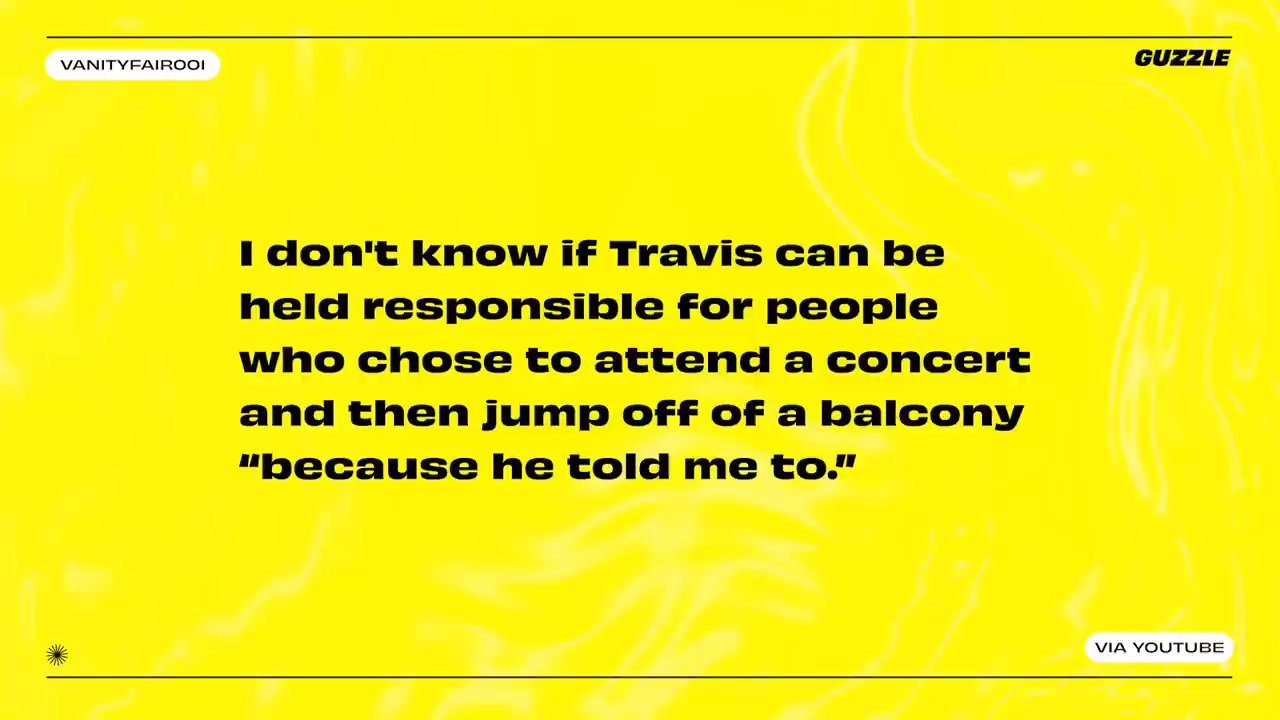 VANITYFAIR001
GUZZLE
I don't know if Travis can be
held responsible for people
who chose to attend a concert
and then jump off of a balcony
“because he told me to.”
VIA YOUTUBE